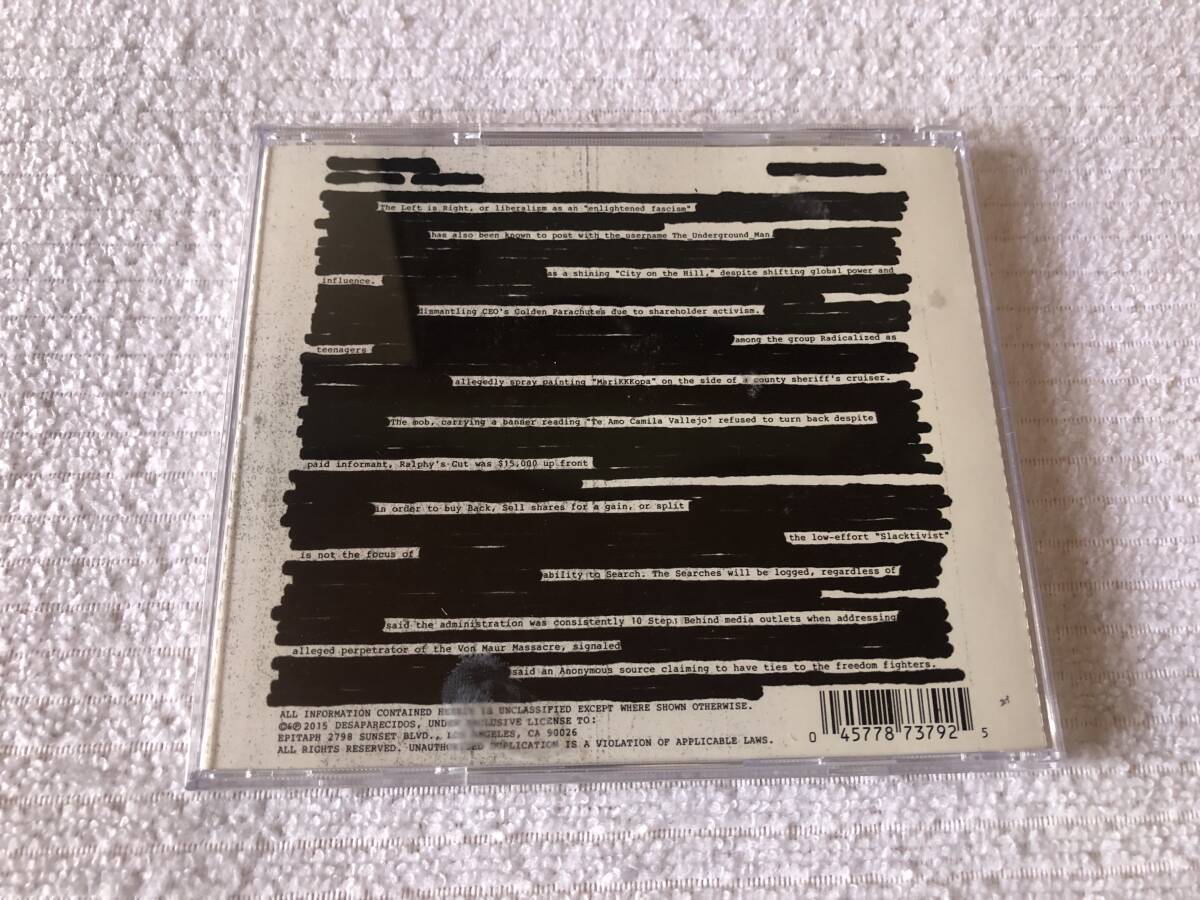 The Left is Right, or liberalism as an "enlightened fascism"
has also been known to post with the username The_Underground_Man
as a shining "City on the Hill," despite shifting global power and
influence.
dismantling CEO's Golden Parachutes due to shareholder activism.
among the group Radicalized as
teenagers
allegedly spray painting "MariKKKopa" on the side of a county sheriff's cruiser.
The mob, carrying a banner reading "Te Amo Camila Vallejo" refused to turn back despite
paid informant, Ralphy's Cut was $15,000 up front
in order to buy Back, Sell shares for a gain, or split
the low-effort "Slacktivist"
is not the focus of
ability to Search. The Searches will be logged, regardless of
said the administration was consistently 10 Steps Behind media outlets when addressing
alleged perpetrator of the Von Maur Massacre, signaled
said an Anonymous source claiming to have ties to the freedom fighters.
ALL INFORMATION CONTAINED HEREIN IS UNCLASSIFIED EXCEPT WHERE SHOWN OTHERWISE.
©&℗ 2015 DESAPARECIDOS, UNDER EXCLUSIVE LICENSE TO:
EPITAPH 2798 SUNSET BLVD., LOS ANGELES, CA 90026
ALL RIGHTS RESERVED. UNAUTHORIZED DUPLICATION IS A VIOLATION OF APPLICABLE LAWS.
0 45778 73792 5